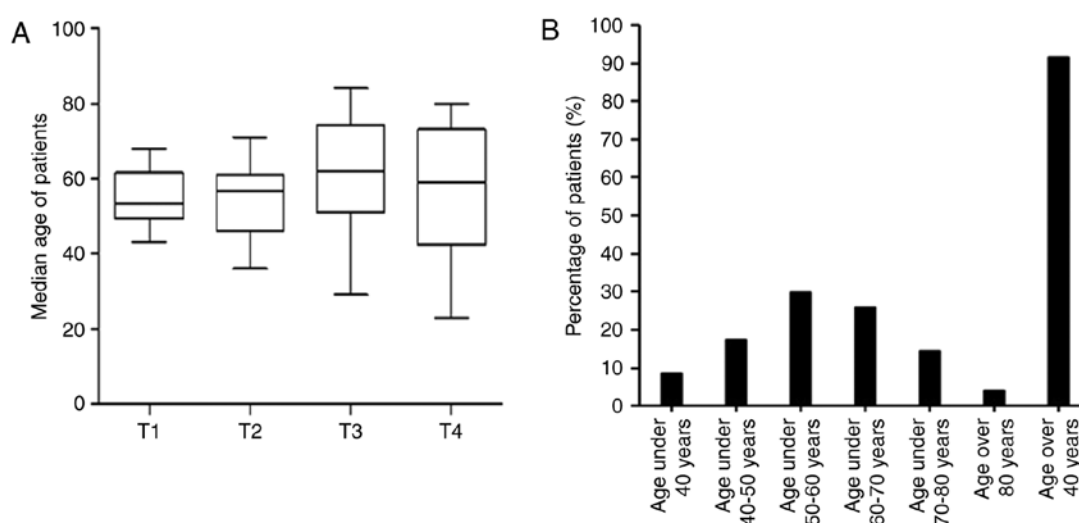 A
Median age of patients
100
80
60
40
20
0
T1
T2
T3
T4
B
Percentage of patients (%)
100
90
80
70
60
50
40
30
20
10
0
Age under
40 years
Age under
40-50 years
Age under
50-60 years
Age under
60-70 years
Age under
70-80 years
Age over
80 years
Age over
40 years